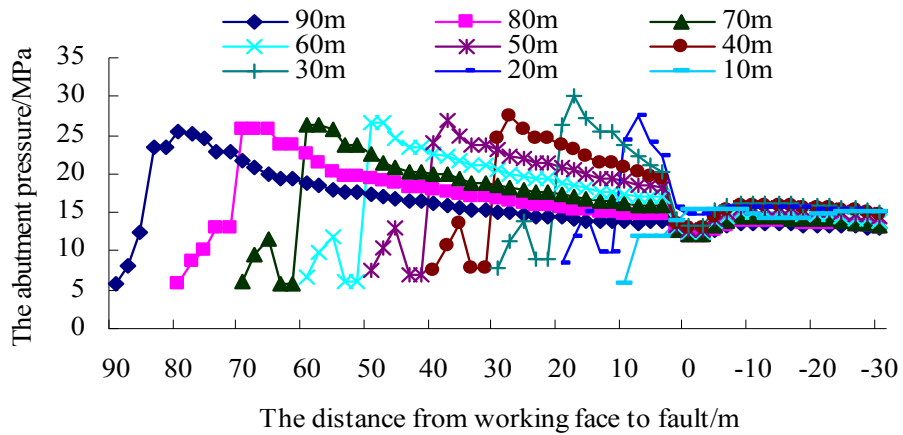 90m 80m 70m
60m 50m 40m
30m 20m 10m
The abutment pressure/MPa
35
30
25
20
15
10
5
0
90 80 70 60 50 40 30 20 10 0 -10 -20 -30
The distance from working face to fault/m